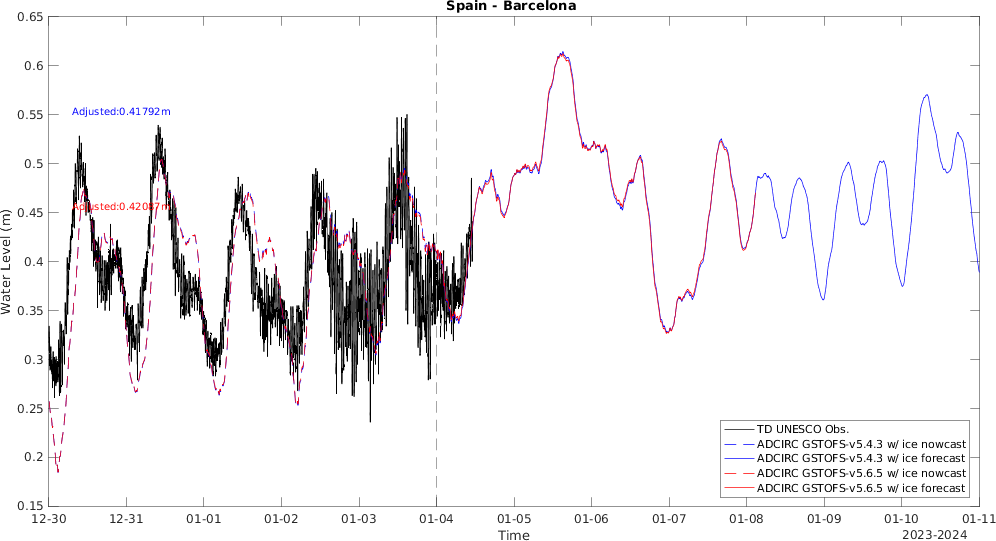 Spain - Barcelona
0.65
0.6
0.55
0.5
0.45
0.4
0.35
0.3
0.25
0.2
0.15
Water Level (m)
Adjusted:0.41792m
Adjusted:0.42087m
TD UNESCO Obs.
ADCIRC GSTOFS-v5.4.3 w/ ice nowcast
ADCIRC GSTOFS-v5.4.3 w/ ice forecast
ADCIRC GSTOFS-v5.6.5 w/ ice nowcast
ADCIRC GSTOFS-v5.6.5 w/ ice forecast
12-30 12-31 01-01 01-02 01-03 01-04 01-05 01-06 01-07 01-08 01-09 01-10 01-11
Time
2023-2024